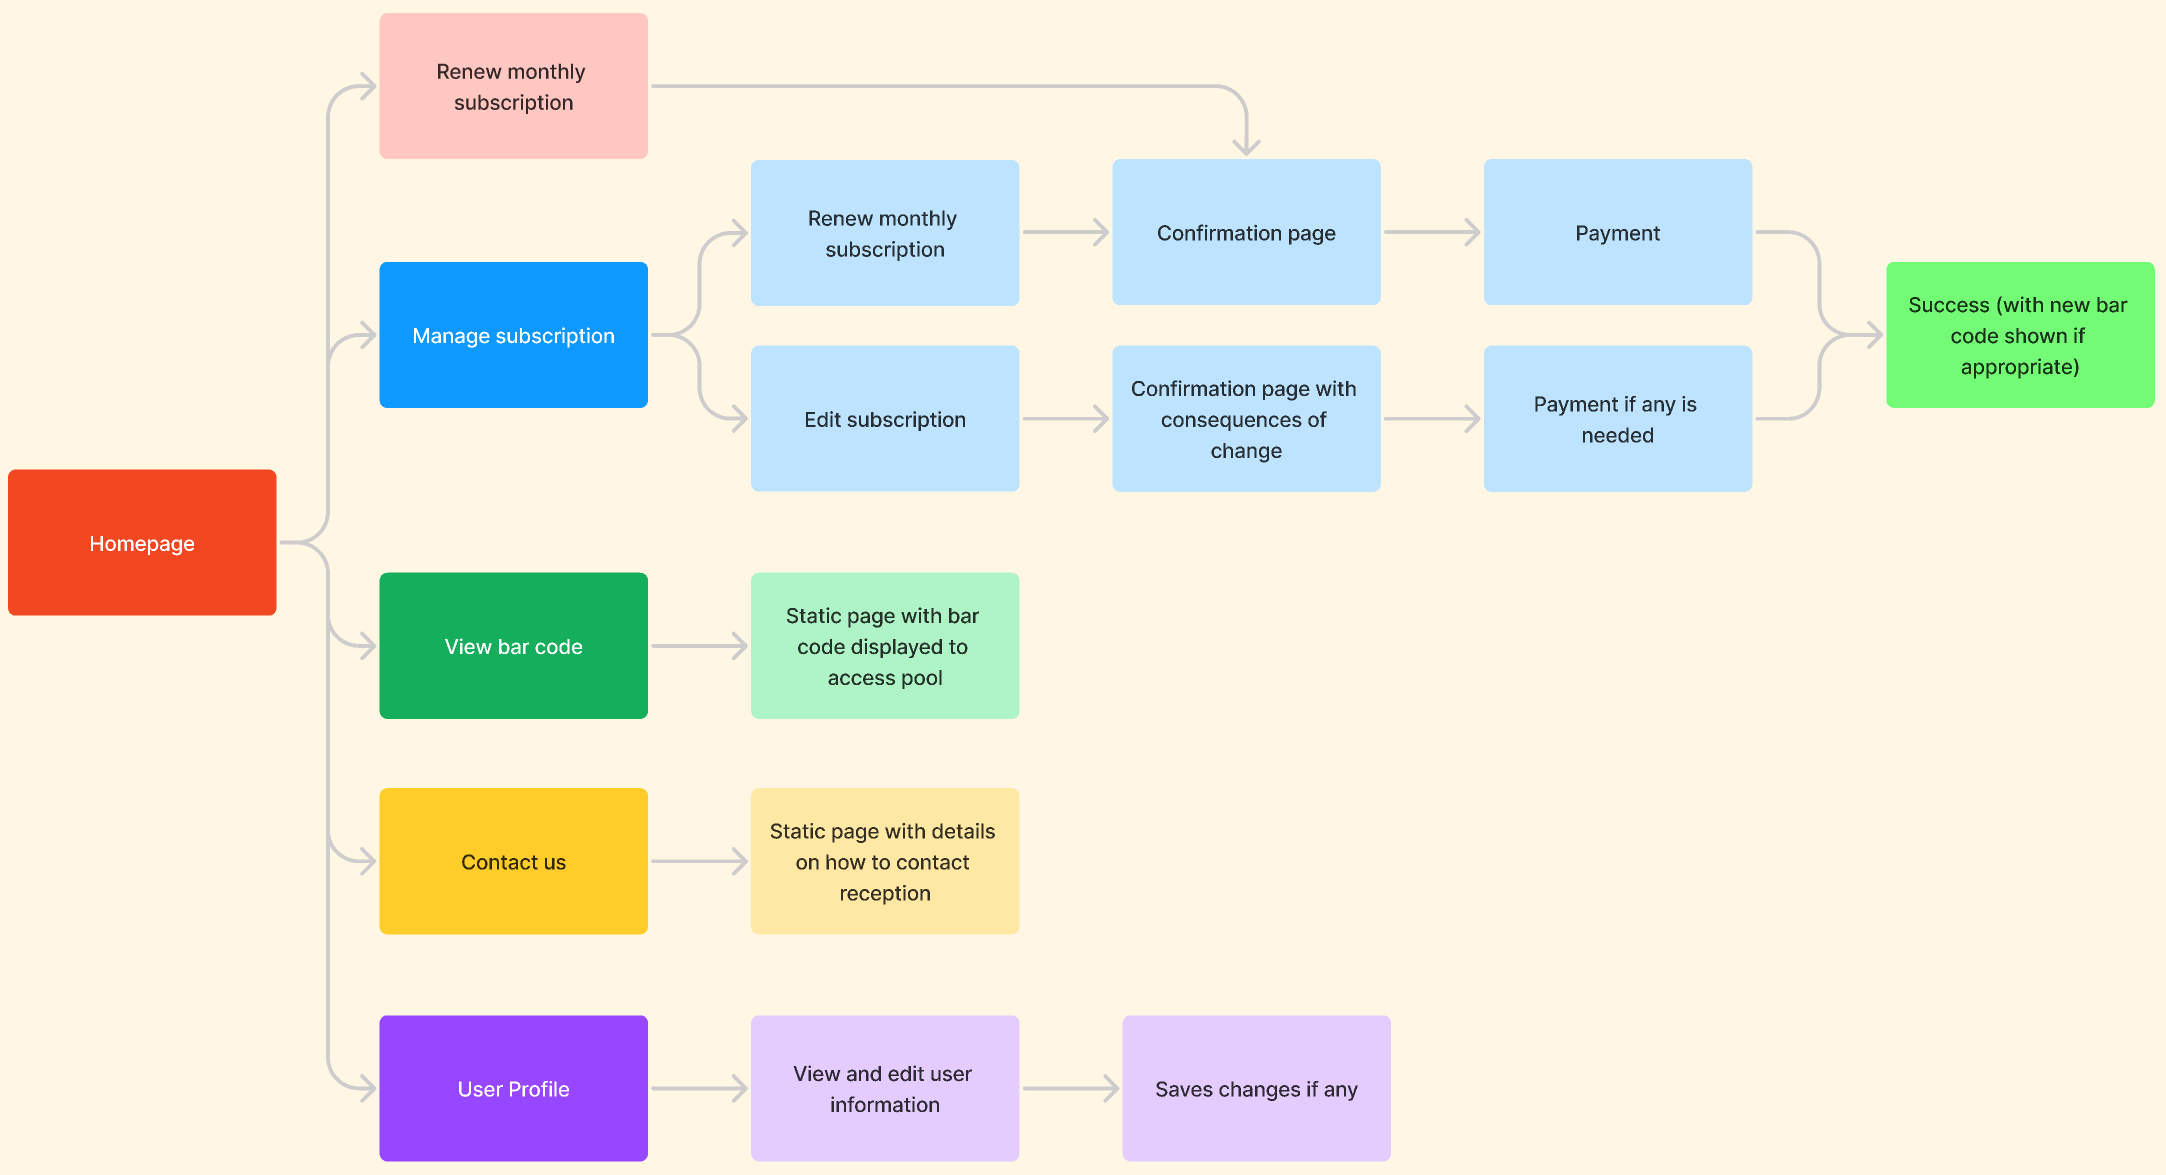 Renew monthly
subscription
Renew monthly
subscription
Confirmation page
Payment
Manage subscription
Success (with new bar
code shown if
appropriate)
Edit subscription
Confirmation page with
consequences of
change
Payment if any is
needed
Homepage
View bar code
Static page with bar
code displayed to
access pool
Contact us
Static page with details
on how to contact
reception
User Profile
View and edit user
information
Saves changes if any